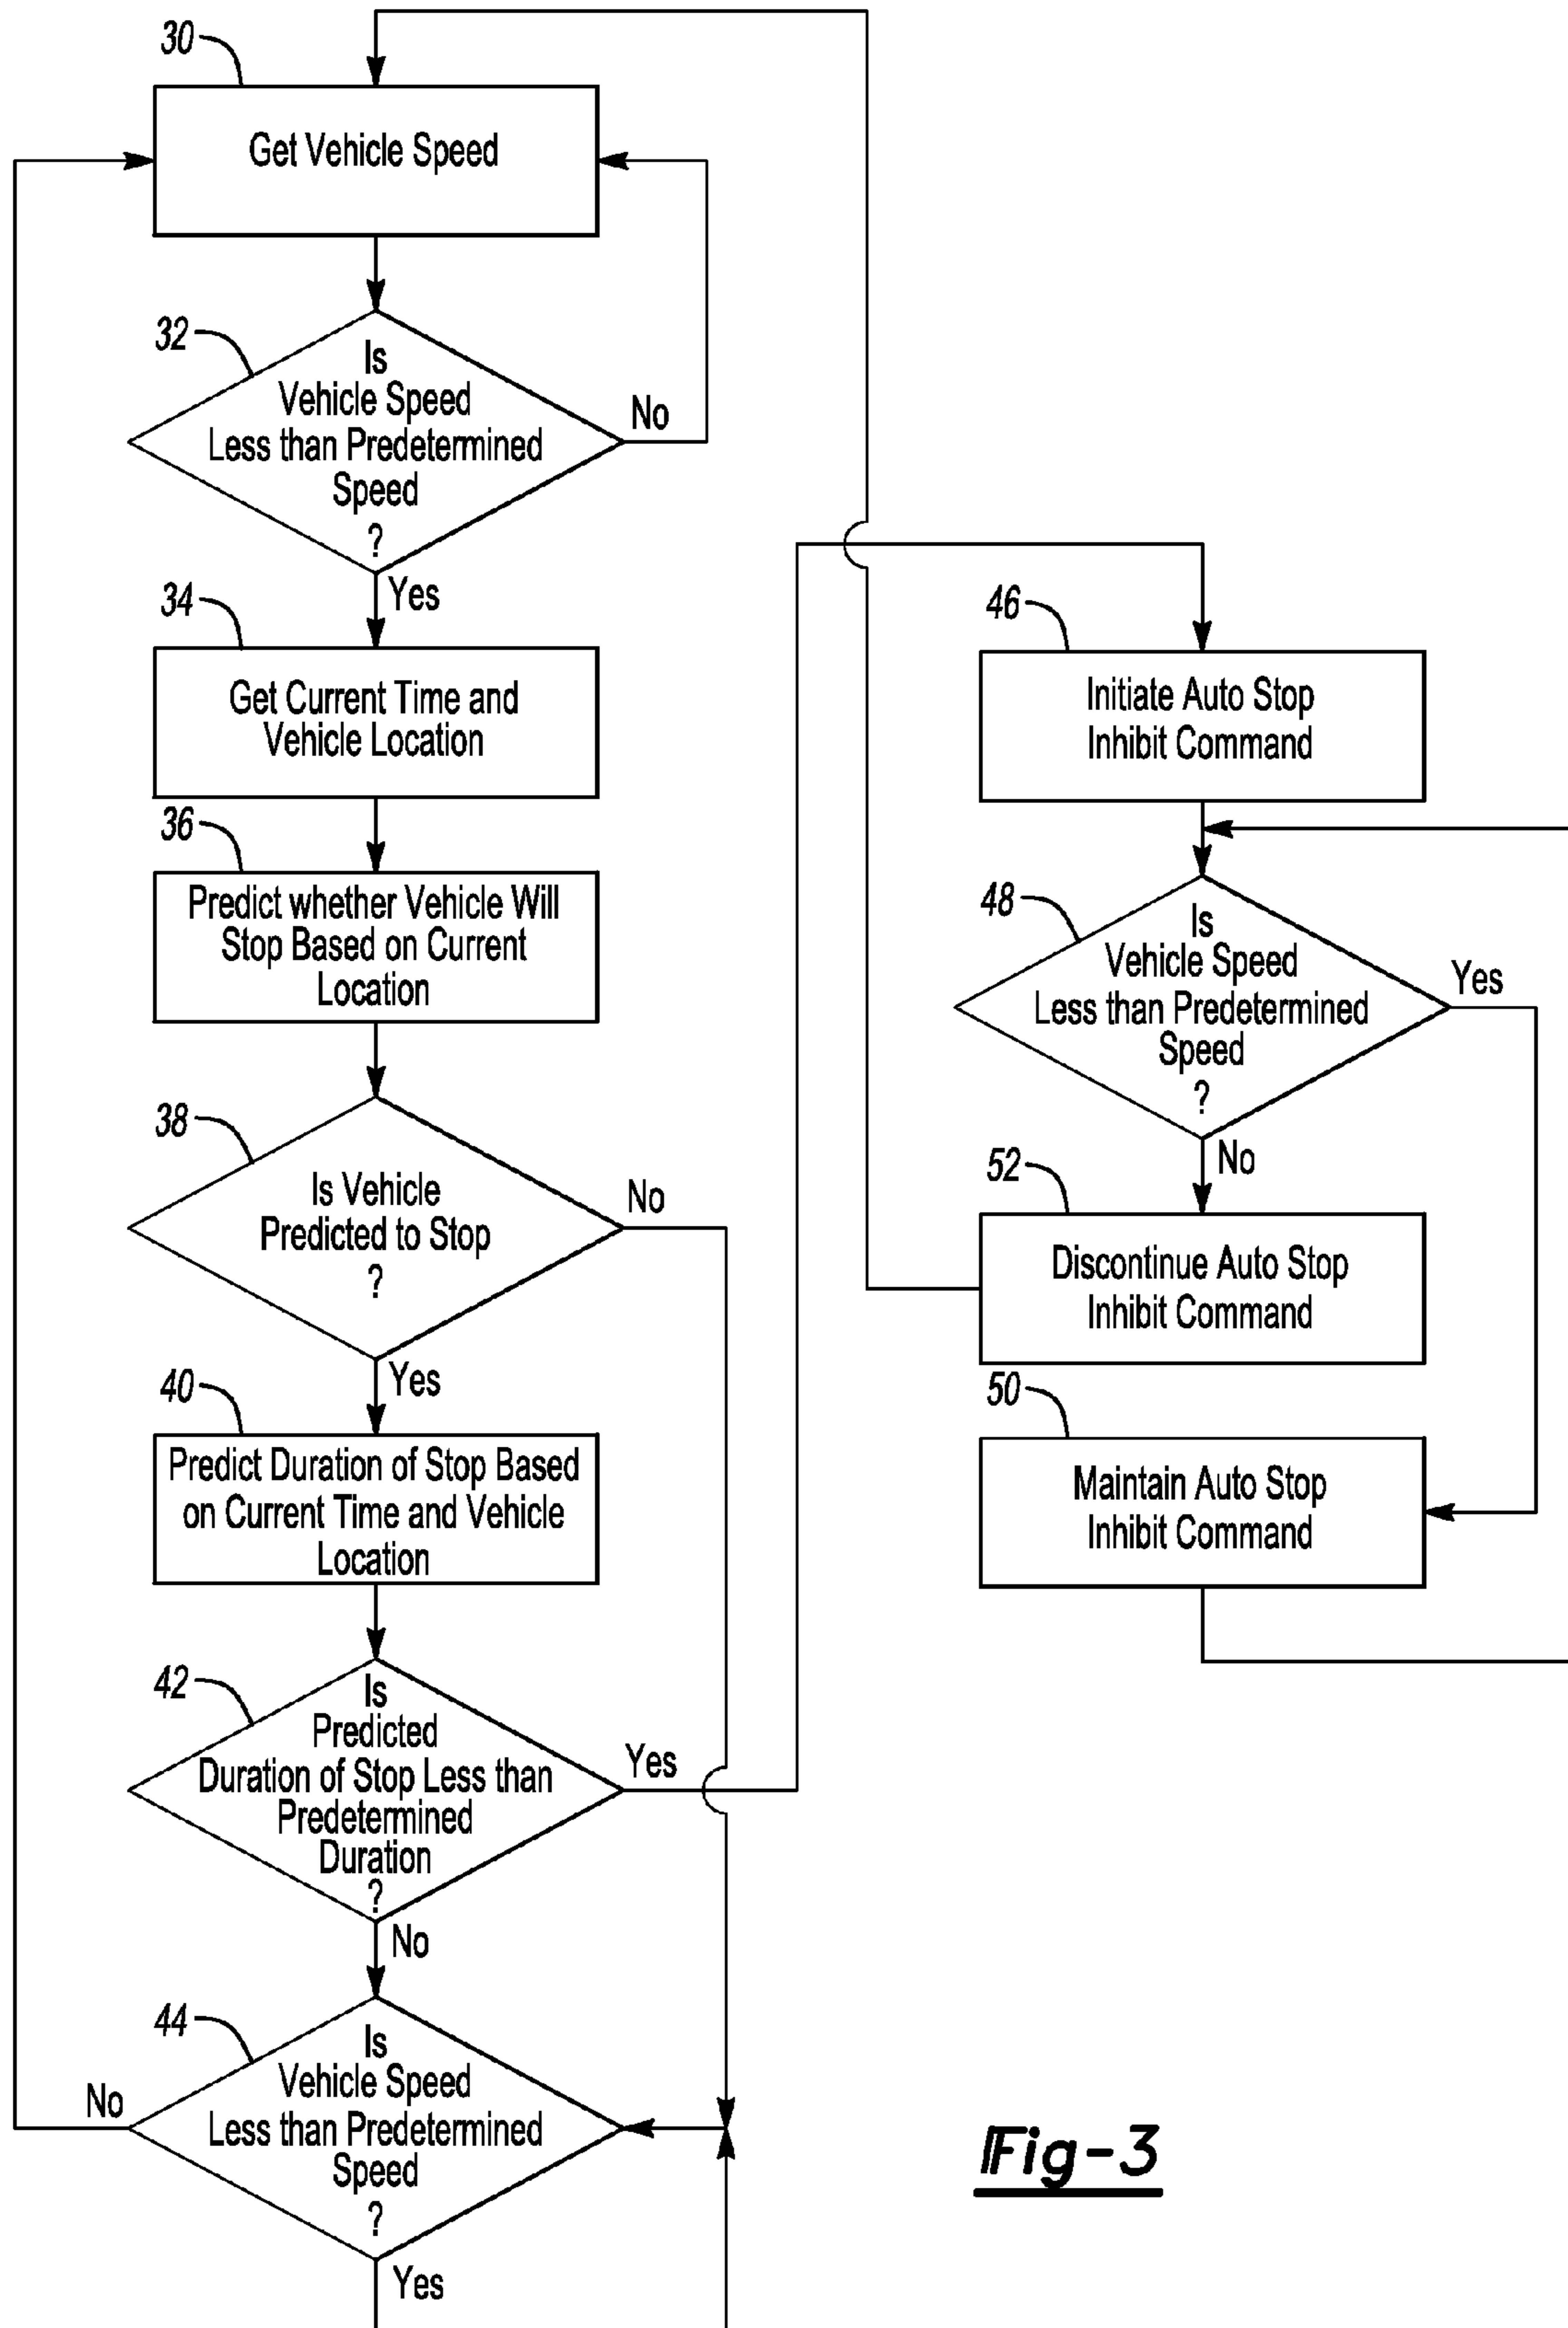 30
Get Vehicle Speed
32
Is
Vehicle Speed
Less than Predetermined
Speed
?
No
Yes
34
Get Current Time and
Vehicle Location
36
Predict whether Vehicle Will
Stop Based on Current
Location
38
Is Vehicle
Predicted to Stop
?
No
Yes
40
Predict Duration of Stop Based
on Current Time and Vehicle
Location
42
Is
Predicted
Duration of Stop Less than
Predetermined
Duration
?
Yes
No
44
Is
Vehicle Speed
Less than Predetermined
Speed
?
No
Yes
46
Initiate Auto Stop
Inhibit Command
48
Is
Vehicle Speed
Less than Predetermined
Speed
?
Yes
No
52
Discontinue Auto Stop
Inhibit Command
50
Maintain Auto Stop
Inhibit Command
Fig-3